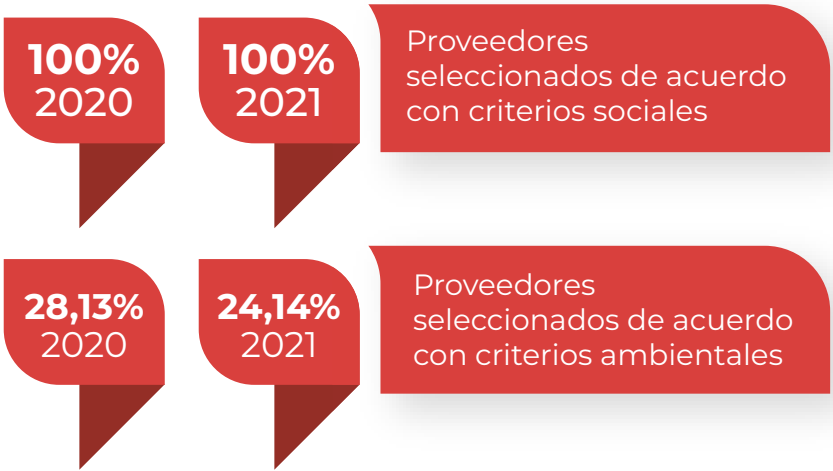 100%
2020
100%
2021
Proveedores
seleccionados de acuerdo
con criterios sociales
28,13%
2020
24,14%
2021
Proveedores
seleccionados de acuerdo
con criterios ambientales